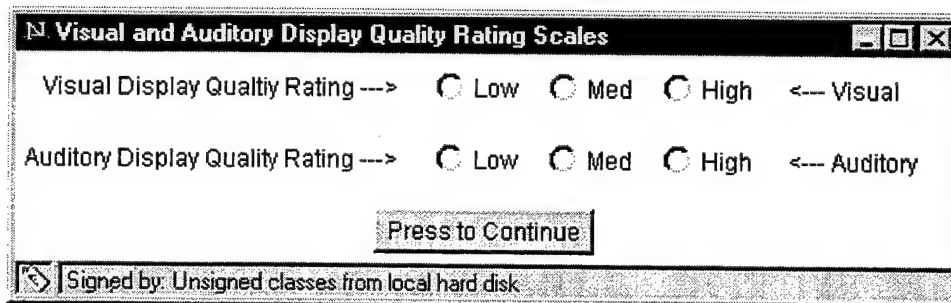 Visual and Auditory Display Quality Rating Scales
Visual Display Qualtiy Rating ---> Low Med High <--- Visual
Auditory Display Quality Rating ---> Low Med High <--- Auditory
Press to Continue
Signed by: Unsigned classes from local hard disk